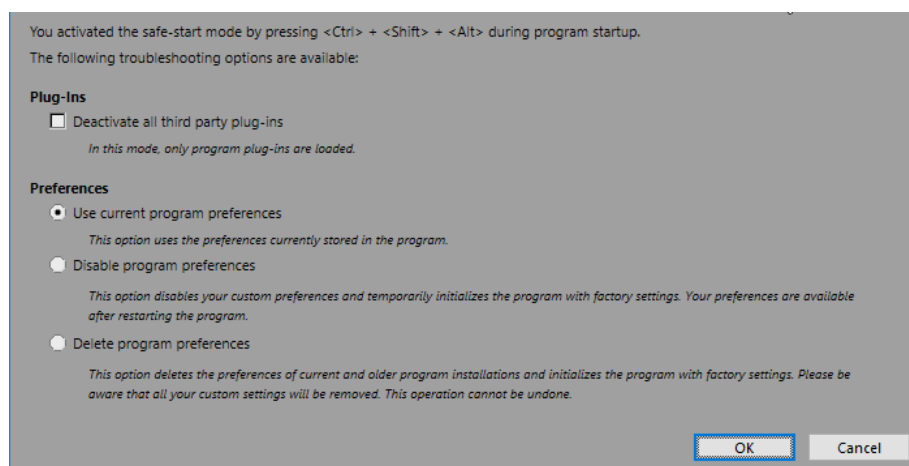 You activated the safe-start mode by pressing <Ctrl> + <Shift> + <Alt> during program startup.
The following troubleshooting options are available:
Plug-Ins
Deactivate all third party plug-ins
In this mode, only program plug-ins are loaded.
Preferences
Use current program preferences
This option uses the preferences currently stored in the program.
Disable program preferences
This option disables your custom preferences and temporarily initializes the program with factory settings. Your preferences are available
after restarting the program.
Delete program preferences
This option deletes the preferences of current and older program installations and initializes the program with factory settings. Please be
aware that all your custom settings will be removed. This operation cannot be undone.
OK Cancel